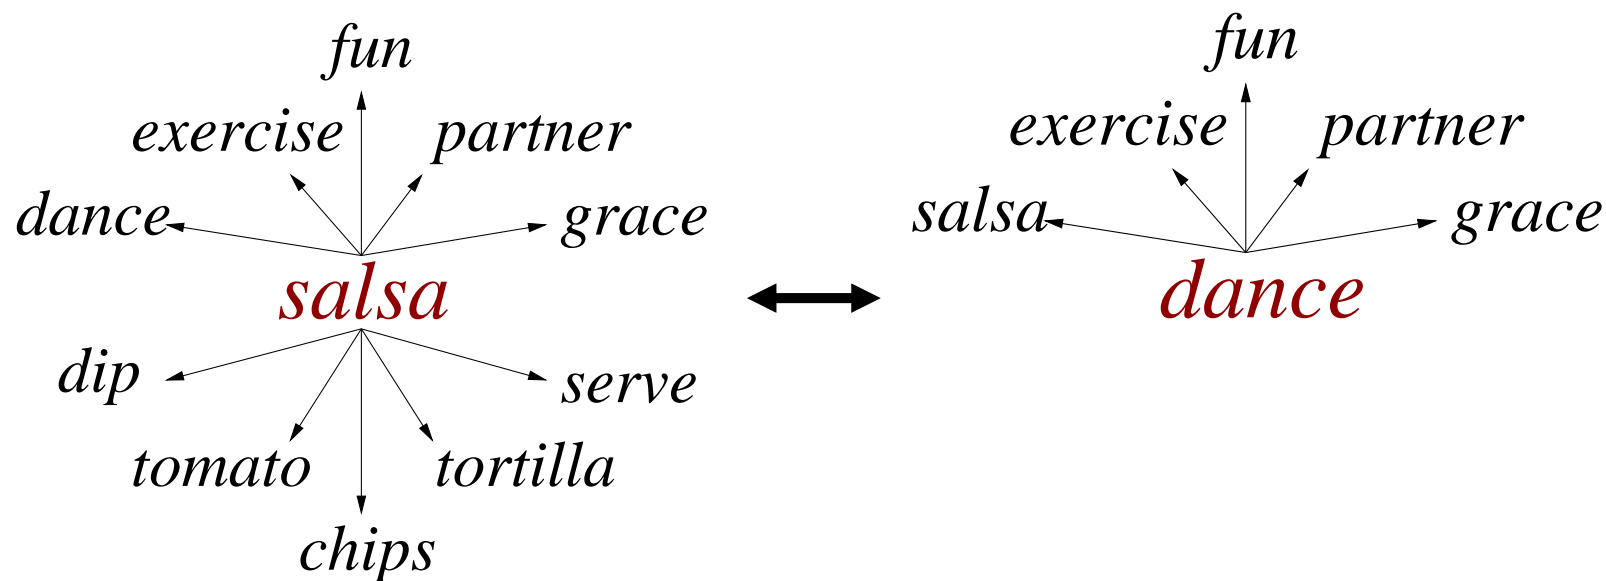 fun
exercise
partner
dance
grace
salsa
dip
serve
tomato
tortilla
chips
fun
exercise
partner
salsa
grace
dance